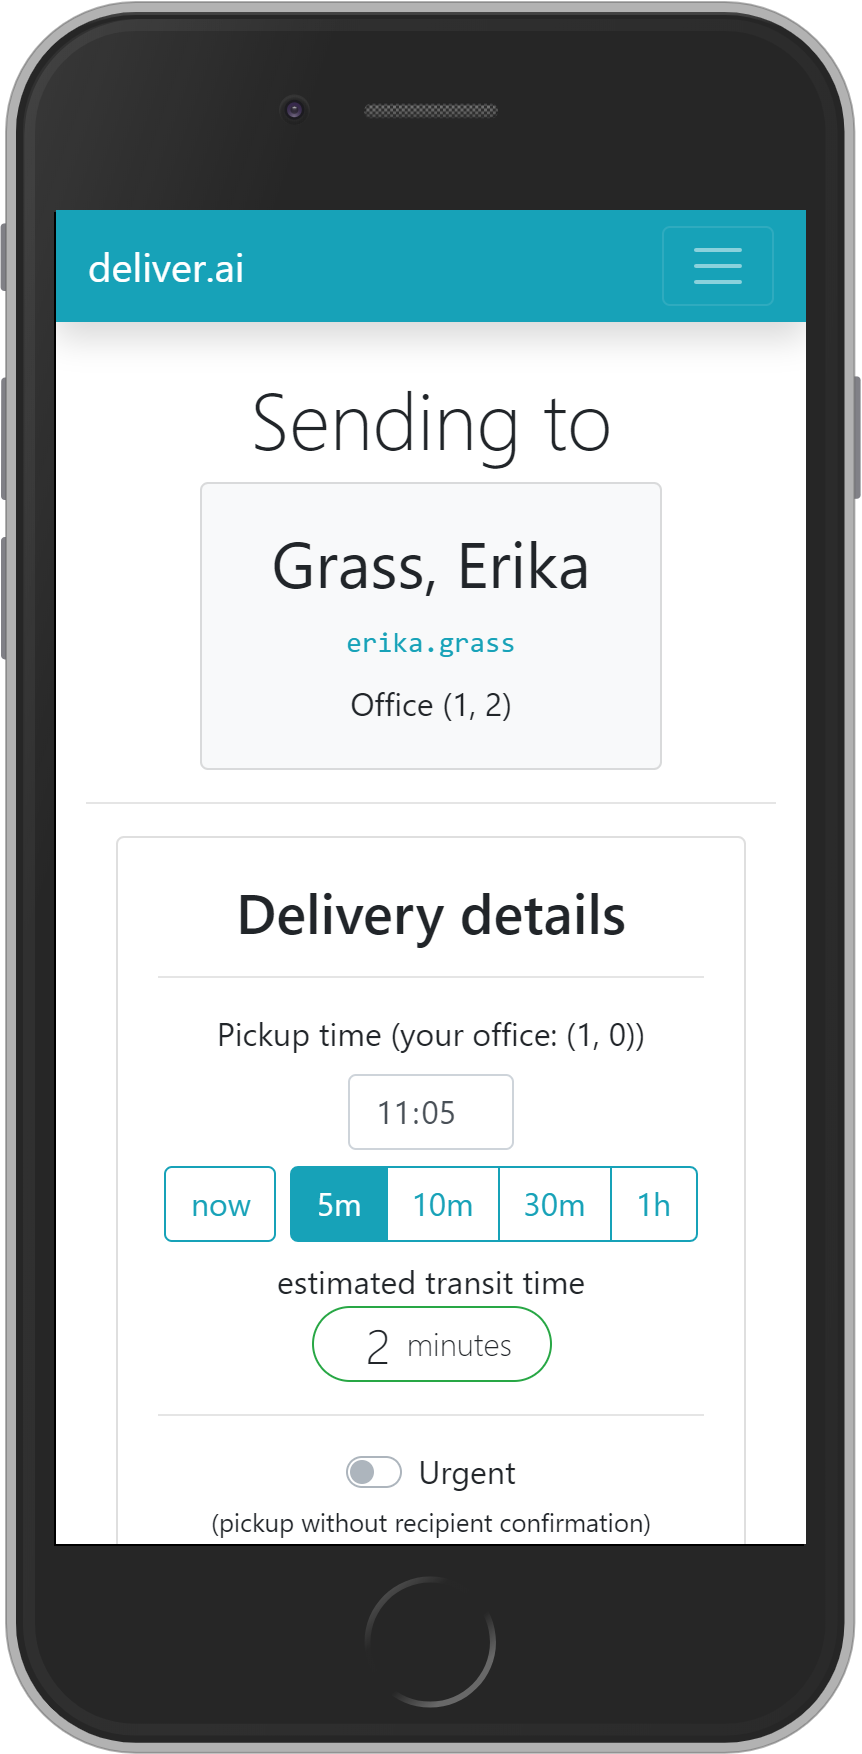 deliver.ai
Sending to
Grass, Erika
erika.grass
Office (1, 2)
Delivery details
Pickup time (your office: (1, 0))
11:05
now 5m 10m 30m 1h
estimated transit time
2 minutes
Urgent
(pickup without recipient confirmation)